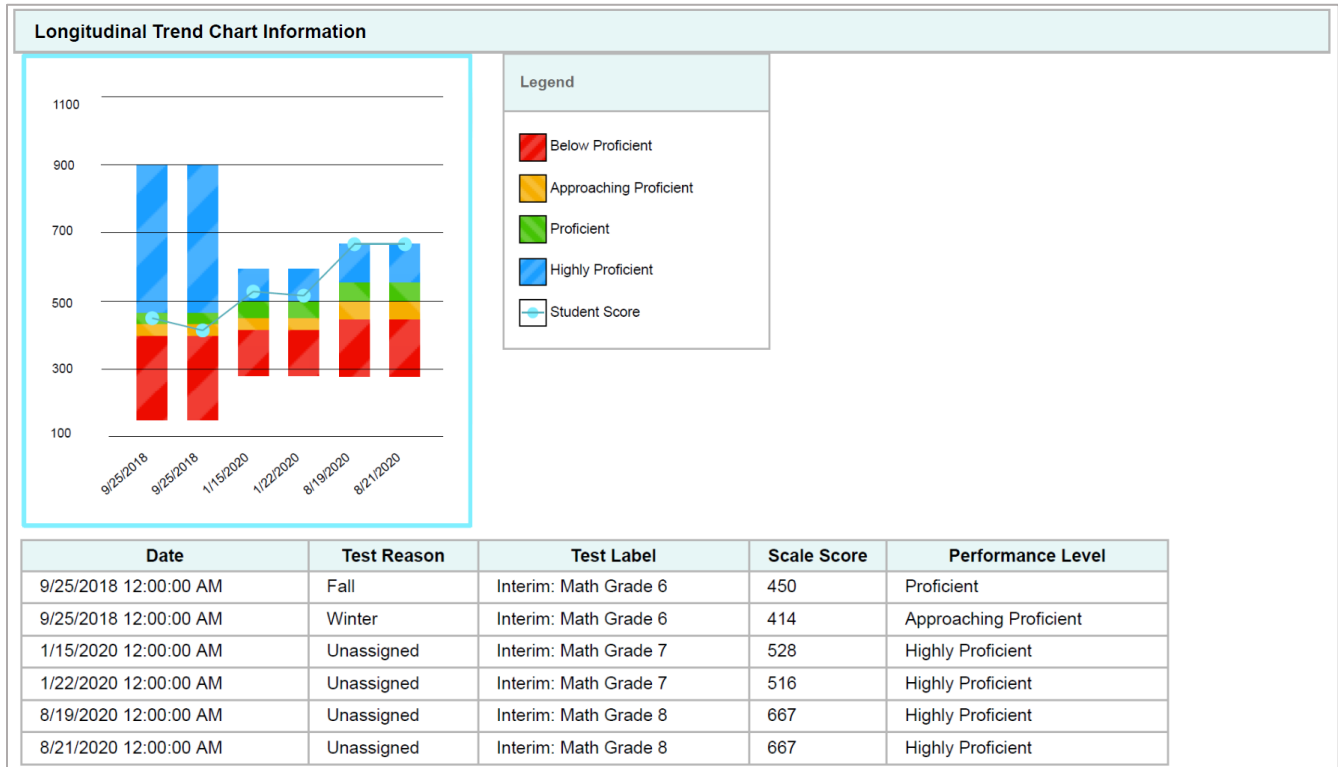 Longitudinal Trend Chart Information
1100
900
700
500
300
100
9/25/2018
9/25/2018
1/15/2020
1/22/2020
8/19/2020
8/21/2020
Legend
Below Proficient
Approaching Proficient
Proficient
Highly Proficient
Student Score
Date Test Reason Test Label Scale Score Performance Level
9/25/2018 12:00:00 AM Fall Interim: Math Grade 6 450 Proficient
9/25/2018 12:00:00 AM Winter Interim: Math Grade 6 414 Approaching Proficient
1/15/2020 12:00:00 AM Unassigned Interim: Math Grade 7 528 Highly Proficient
1/22/2020 12:00:00 AM Unassigned Interim: Math Grade 7 516 Highly Proficient
8/19/2020 12:00:00 AM Unassigned Interim: Math Grade 8 667 Highly Proficient
8/21/2020 12:00:00 AM Unassigned Interim: Math Grade 8 667 Highly Proficient